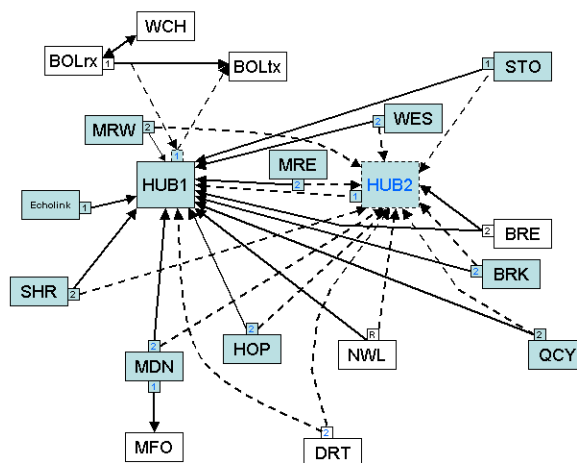 WCH
BOLrx
1
BOLtx
1
STO
MRW
2
2
WES
1
MRE
2
HUB1
HUB2
1
Echolink
1
2
BRE
2
BRK
SHR
2
2
MDN
1
2
HOP
R
NWL
2
QCY
MFO
2
DRT